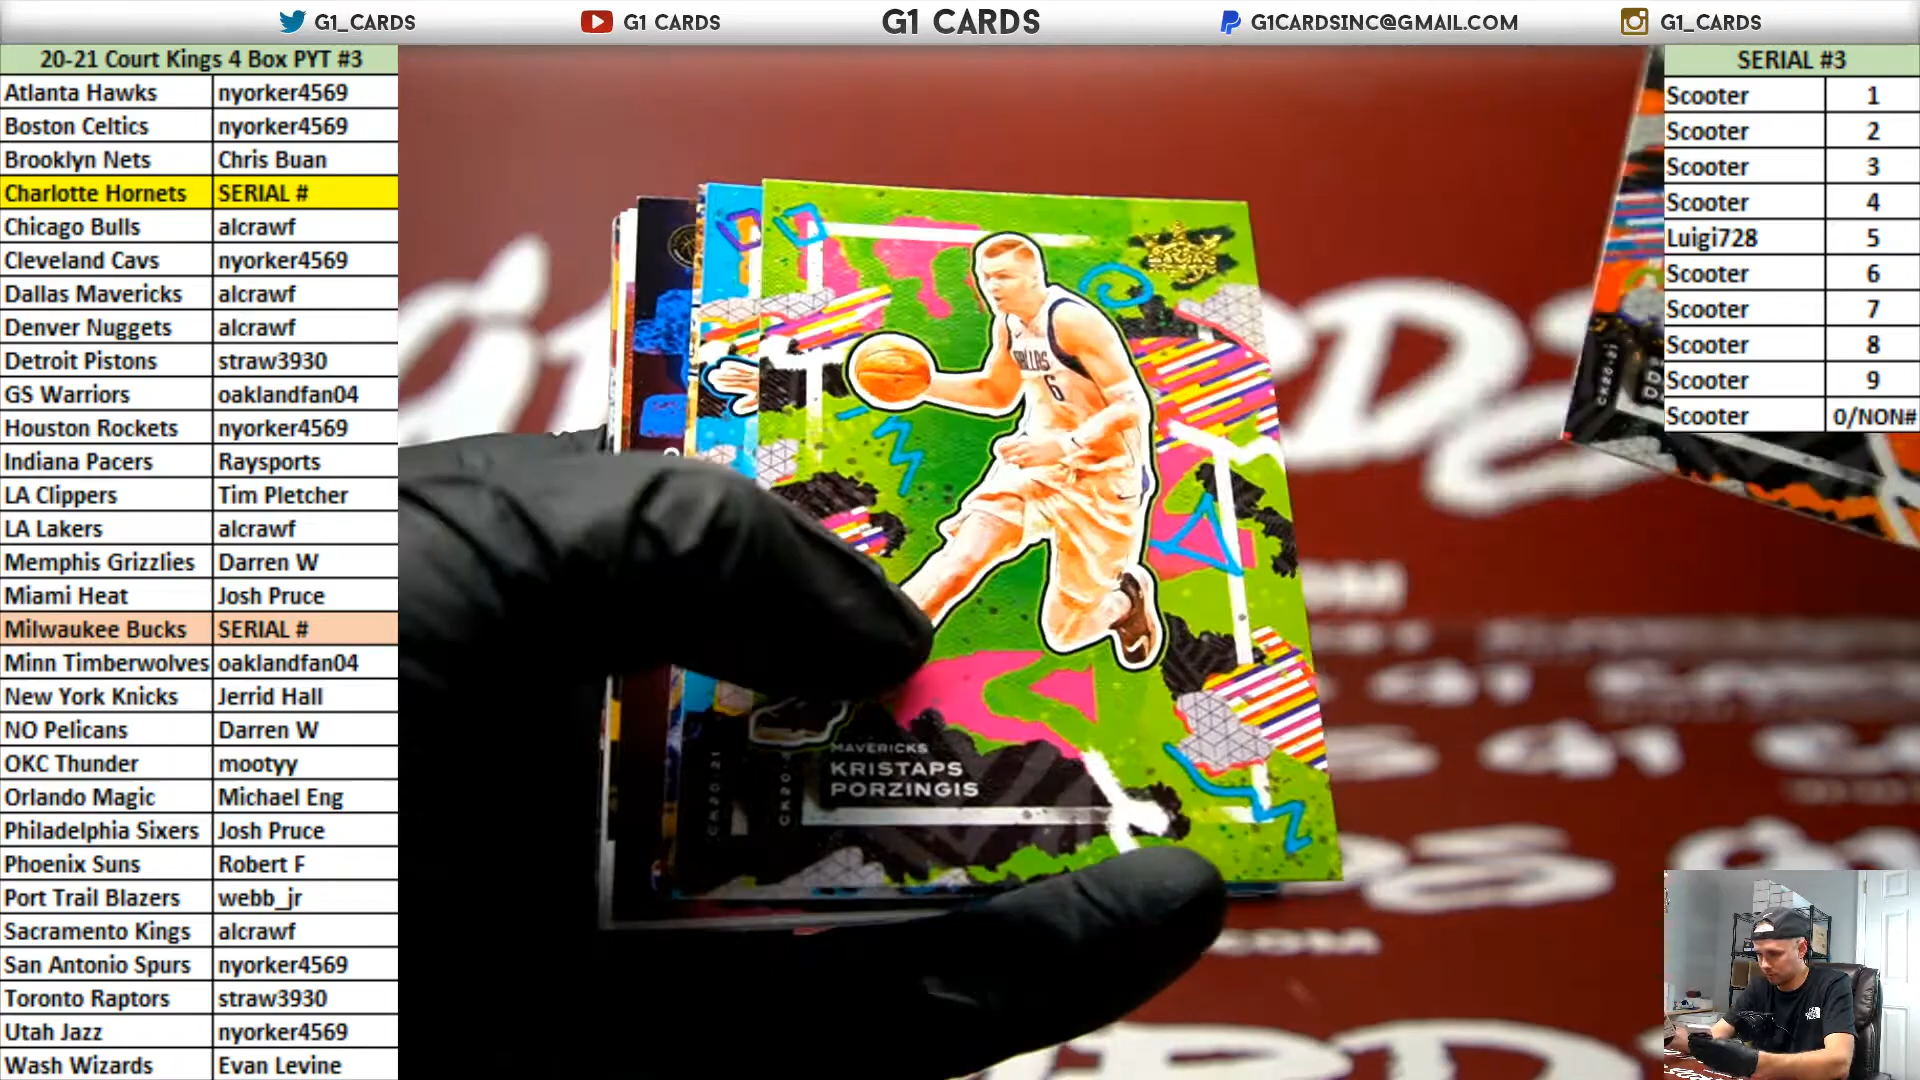 G1_CARDS
G1 CARDS
G1 CARDS
G1CARDSINC@GMAIL.COM
G1_CARDS
20-21 Court Kings 4 Box PYT #3
Atlanta Hawks nyorker4569
Boston Celtics nyorker4569
Brooklyn Nets Chris Buan
Charlotte Hornets SERIAL #
Chicago Bulls alcrawf
Cleveland Cavs nyorker4569
Dallas Mavericks alcrawf
Denver Nuggets alcrawf
Detroit Pistons straw3930
GS Warriors oaklandfan04
Houston Rockets nyorker4569
Indiana Pacers Raysports
LA Clippers Tim Pletcher
LA Lakers alcrawf
Memphis Grizzlies Darren W
Miami Heat Josh Pruce
Milwaukee Bucks SERIAL #
Minn Timberwolves oaklandfan04
New York Knicks Jerrid Hall
NO Pelicans Darren W
OKC Thunder mootyy
Orlando Magic Michael Eng
Philadelphia Sixers Josh Pruce
Phoenix Suns Robert F
Port Trail Blazers webb_jr
Sacramento Kings alcrawf
San Antonio Spurs nyorker4569
Toronto Raptors straw3930
Utah Jazz nyorker4569
Wash Wizards Evan Levine
SERIAL #3
Scooter 1
Scooter 2
Scooter 3
Scooter 4
Luigi728 5
Scooter 6
Scooter 7
Scooter 8
Scooter 9
Scooter 0/NON#
DALLAS
6
MAVERICKS
KRISTAPS
PORZINGIS
CK20-21
CK20-21